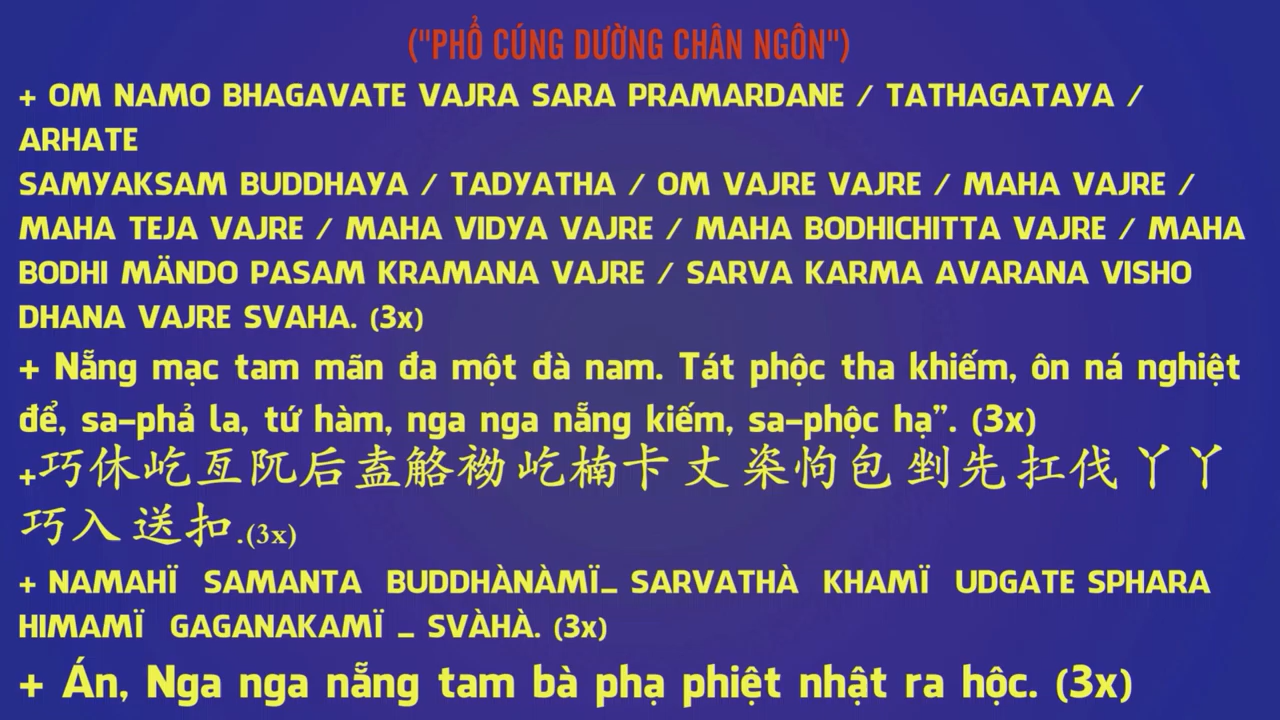 ("PHỔ CÚNG DƯỜNG CHÂN NGÔN")
+ OM NAMO BHAGAVATE VAJRA SARA PRAMARDANE / TATHAGATAYA /
ARHATE
SAMYAKSAM BUDDHAYA / TADYATHA / OM VAJRE VAJRE / MAHA VAJRE /
MAHA TEJA VAJRE / MAHA VIDYA VAJRE / MAHA BODHICHITTA VAJRE / MAHA
BODHI MÄNDO PASAM KRAMANA VAJRE / SARVA KARMA AVARANA VISHO
DHANA VAJRE SVAHA. (3x)
+ Nẵng mạc tam mãn đa một đà nam. Tát phộc tha khiếm, ôn ná nghiệt
để, sa-phả la, tứ hàm, nga nga nẵng kiếm, sa-phộc hạ”. (3x)
+巧休屹亙阢后盍觡袎屹楠卡丈柒怐包剉先扛伐丫丫
巧入送扣.(3x)
+ NAMAHÏ SAMANTA BUDDHÀNÀMÏ_ SARVATHÀ KHAMÏ UDGATE SPHARA
HIMAMÏ GAGANAKAMÏ _ SVÀHÀ. (3x)
+ Án, Nga nga nẵng tam bà phạ phiệt nhật ra hộc. (3x)